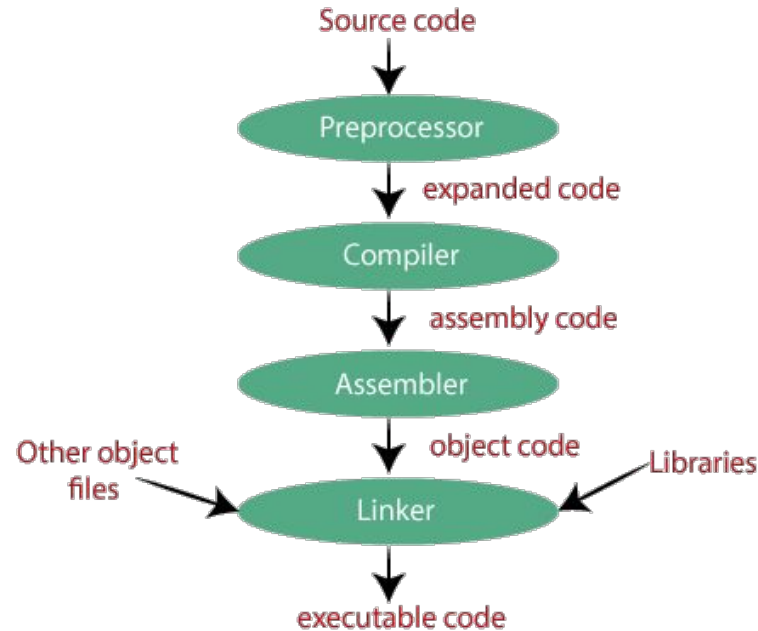 Source code
Preprocessor
expanded code
Compiler
assembly code
Assembler
object code
Other object
files
Libraries
Linker
executable code